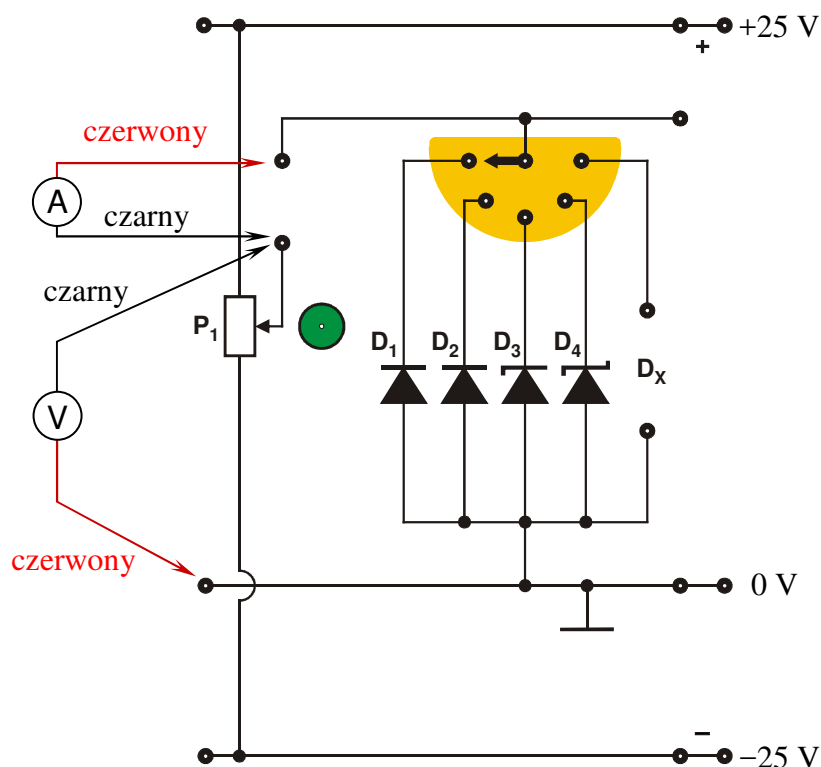 +25 V
+
czerwony
A
czarny
czarny
P1
D1
D2
D3
D4
DX
V
czerwony
0 V
−
−25 V